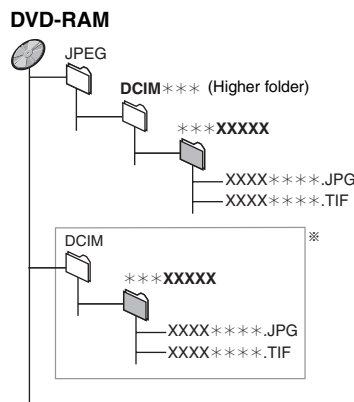 DVD-RAM
JPEG
DCIM✳✳✳ (Higher folder)
✳✳✳XXXXX
XXXX✳✳✳✳.JPG
XXXX✳✳✳✳.TIF
※
DCIM
✳✳✳XXXXX
XXXX✳✳✳✳.JPG
XXXX✳✳✳✳.TIF